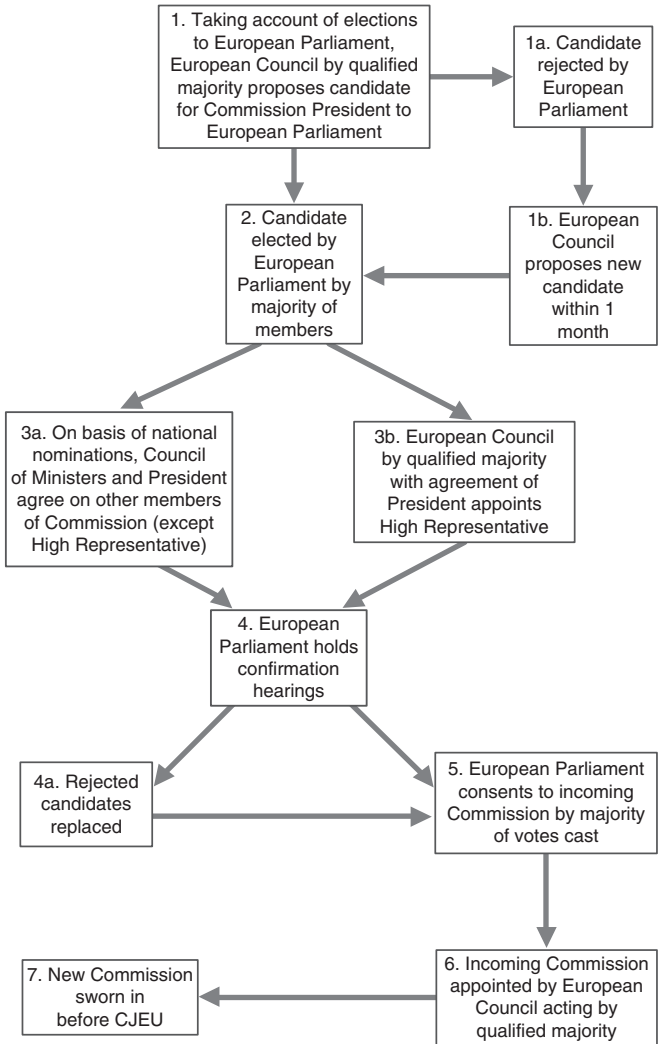 1. Taking account of elections
to European Parliament,
European Council by qualified
majority proposes candidate
for Commission President to
European Parliament
1a. Candidate
rejected by
European
Parliament
2. Candidate
elected by
European
Parliament by
majority of
members
1b. European
Council
proposes new
candidate
within 1
month
3a. On basis of national
nominations, Council
of Ministers and President
agree on other members
of Commission (except
High Representative)
3b. European Council
by qualified majority
with agreement of
President appoints
High Representative
4. European
Parliament holds
confirmation
hearings
4a. Rejected
candidates
replaced
5. European Parliament
consents to incoming
Commission by majority
of votes cast
7. New Commission
sworn in
before CJEU
6. Incoming Commission
appointed by European
Council acting by
qualified majority